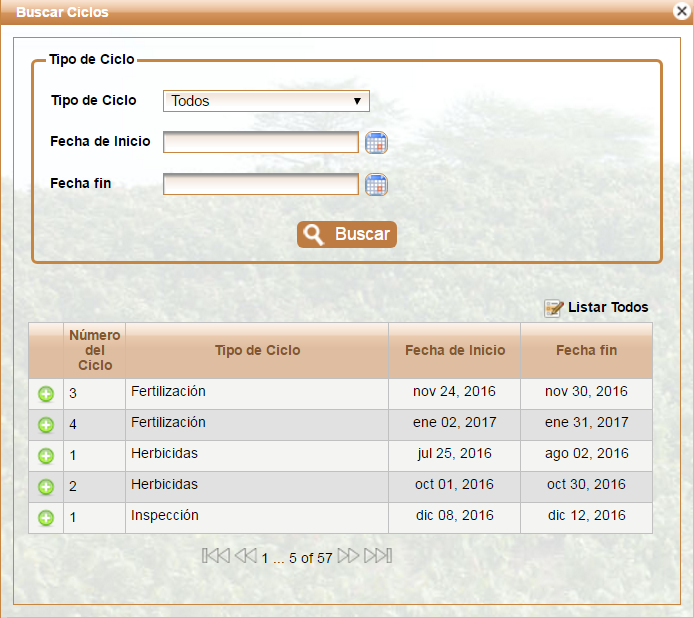 Buscar Ciclos
Tipo de Ciclo
Tipo de Ciclo Todos
Fecha de Inicio
Fecha fin
Buscar
Listar Todos
Número del Ciclo Tipo de Ciclo Fecha de Inicio Fecha fin
3 Fertilización nov 24, 2016 nov 30, 2016
4 Fertilización ene 02, 2017 ene 31, 2017
1 Herbicidas jul 25, 2016 ago 02, 2016
2 Herbicidas oct 01, 2016 oct 30, 2016
1 Inspección dic 08, 2016 dic 12, 2016
1 ... 5 of 57